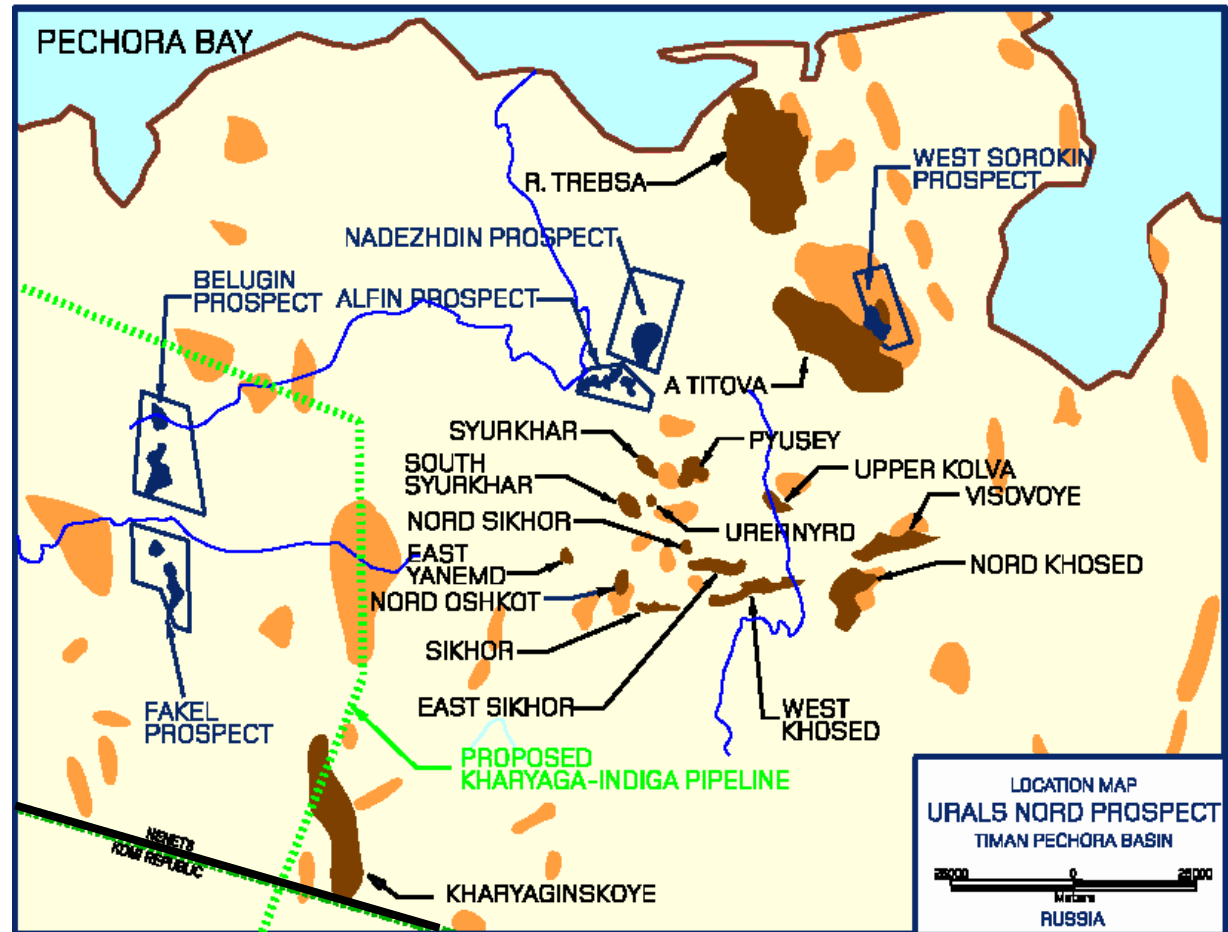 PECHORA BAY
WEST SOROKIN
PROSPECT
R. TREBSA
NADEZHDIN PROSPECT
BELUGIN
PROSPECT
ALFIN PROSPECT
A TITOVA
SYURKHAR
PYUSEY
SOUTH
SYURKHAR
UPPER KOLVA
VISOVOYE
NORD SIKHOR
URERNYRD
EAST
YANEMD
NORD KHOSED
NORD OSHKOT
SIKHOR
EAST SIKHOR
WEST
KHOSED
FAKEL
PROSPECT
PROPOSED
KHARYAGA-INDIGA PIPELINE
NENETS
KOMI REPUBLIC
KHARYAGINSKOYE
LOCATION MAP
URALS NORD PROSPECT
TIMAN PECHORA BASIN
0
Meters
RUSSIA